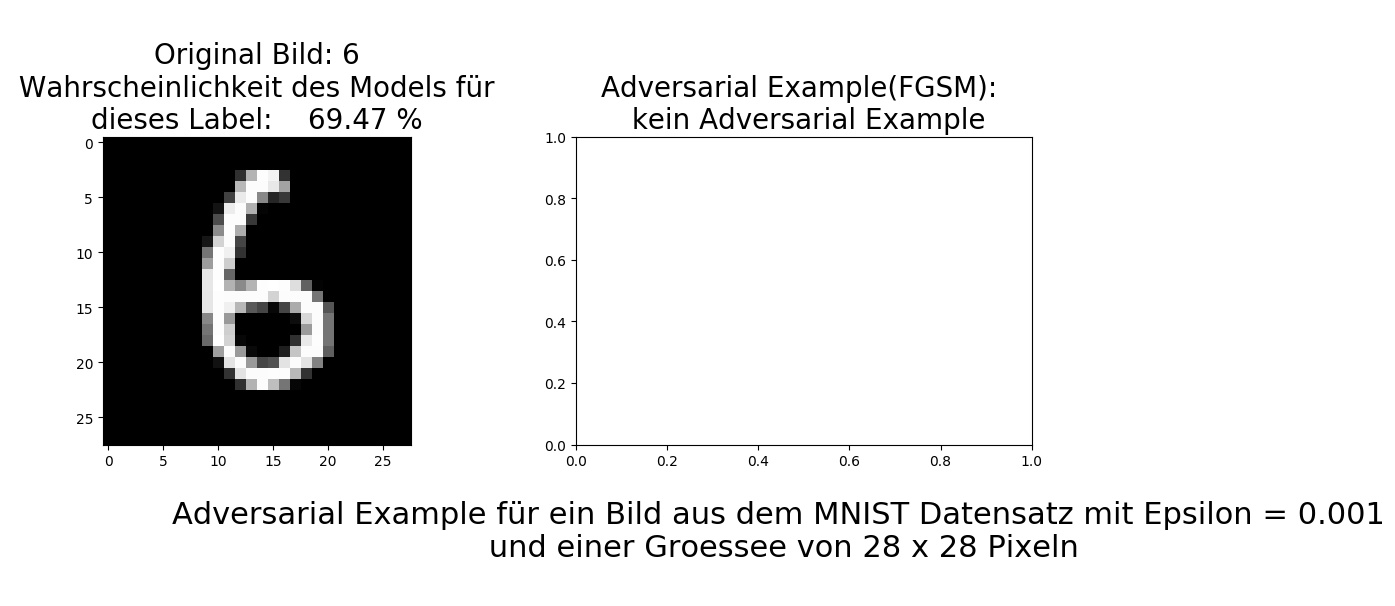 Original Bild: 6
Wahrscheinlichkeit des Models für
dieses Label: 69.47 %
0
5
10
15
20
25
0 5 10 15 20 25
Adversarial Example(FGSM):
kein Adversarial Example
1.0
0.8
0.6
0.4
0.2
0.0
0.0 0.2 0.4 0.6 0.8 1.0
6
Adversarial Example für ein Bild aus dem MNIST Datensatz mit Epsilon = 0.001
und einer Groessee von 28 x 28 Pixeln